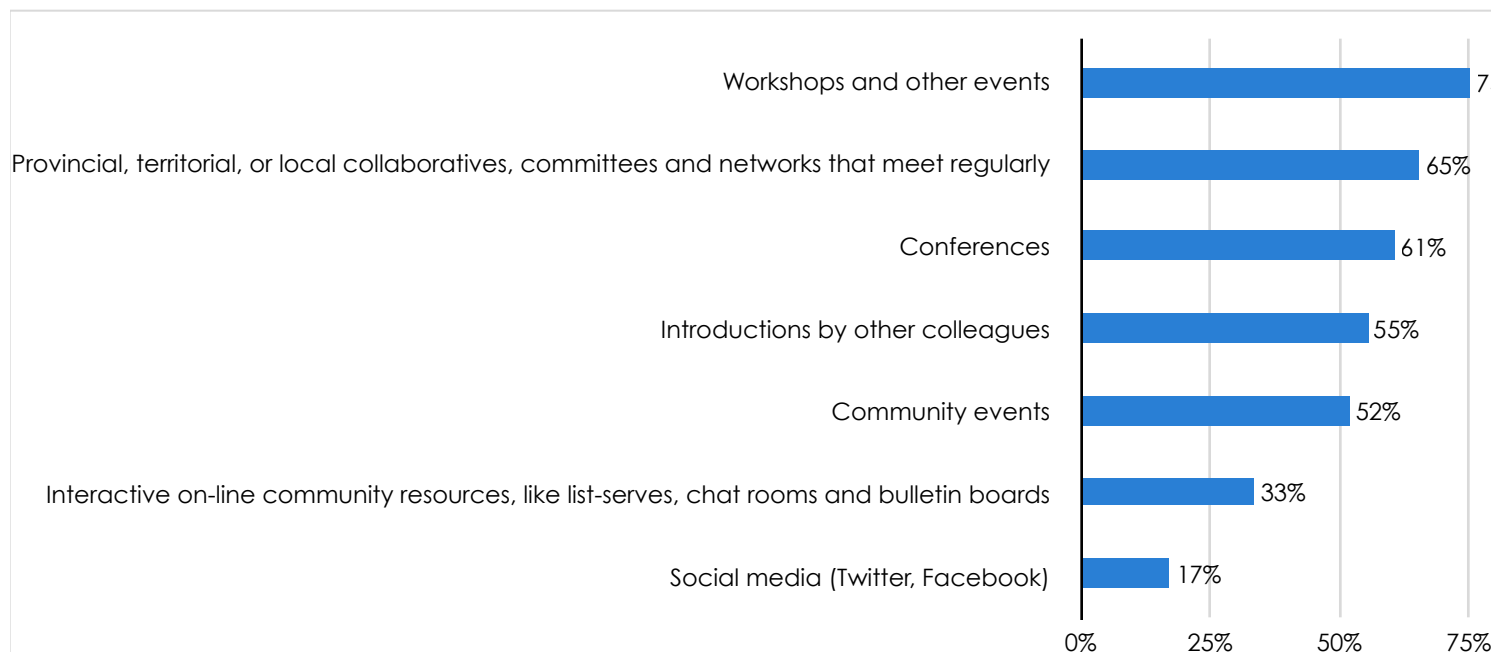 Workshops and other events
Provincial, territorial, or local collaboratives, committees and networks that meet regularly 65%
Conferences 61%
Introductions by other colleagues 55%
Community events 52%
Interactive on-line community resources, like list-serves, chat rooms and bulletin boards 33%
Social media (Twitter, Facebook) 17%
0% 25% 50% 75%